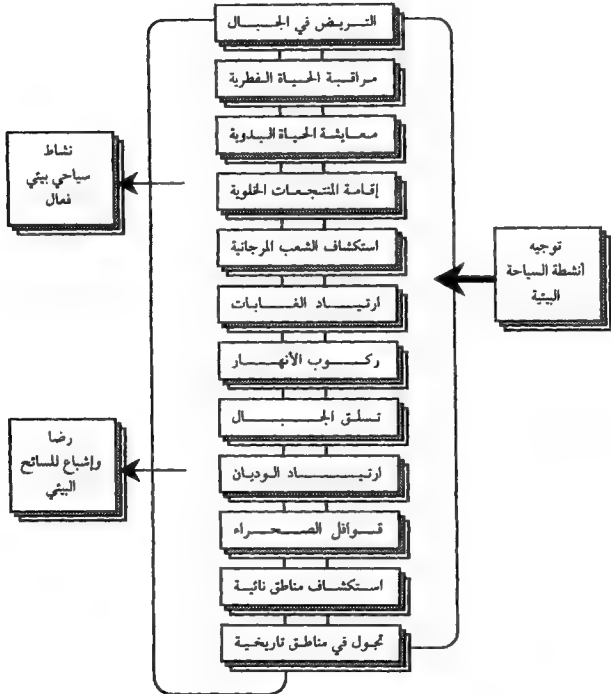 التريض في الجبال
مراقبة الحياة الفطرية
معايشة الحياة البدوية
إقامة المنتجعات الخلوية
استكشاف الشعب المرجانية
ارتياد الغابات
ركوب الأنهار
تسلق الجبال
ارتياد الوديان
قوافل الصحراء
استكشاف مناطق نائية
تجول في مناطق تاريخية
توجيه
أنشطة السياحة
البيئية
نشاط
سياحي بيئي
فعال
رضا
وإشباع للسائح
البيئي